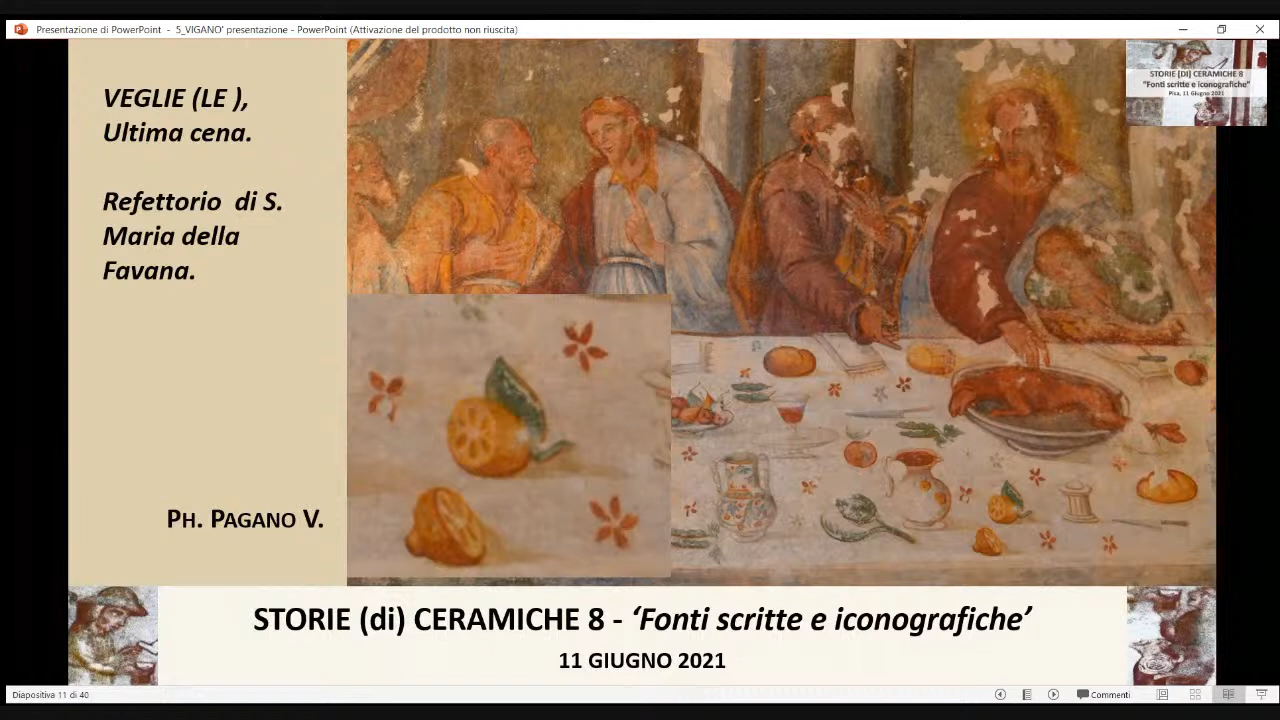 Presentazione di PowerPoint - 5_VIGANO' presentazione - PowerPoint (Attivazione del prodotto non riuscita)
VEGLIE (LE ),
Ultima cena.
Refettorio di S.
Maria della
Favana.
PH. PAGANO V.
STORIE (DI) CERAMICHE 8
"Fonti scritte e iconografiche"
Pisa, 11 Giugno 2021
STORIE (di) CERAMICHE 8 - ‘Fonti scritte e iconografiche’
11 GIUGNO 2021
Diapositiva 11 di 40
Commenti